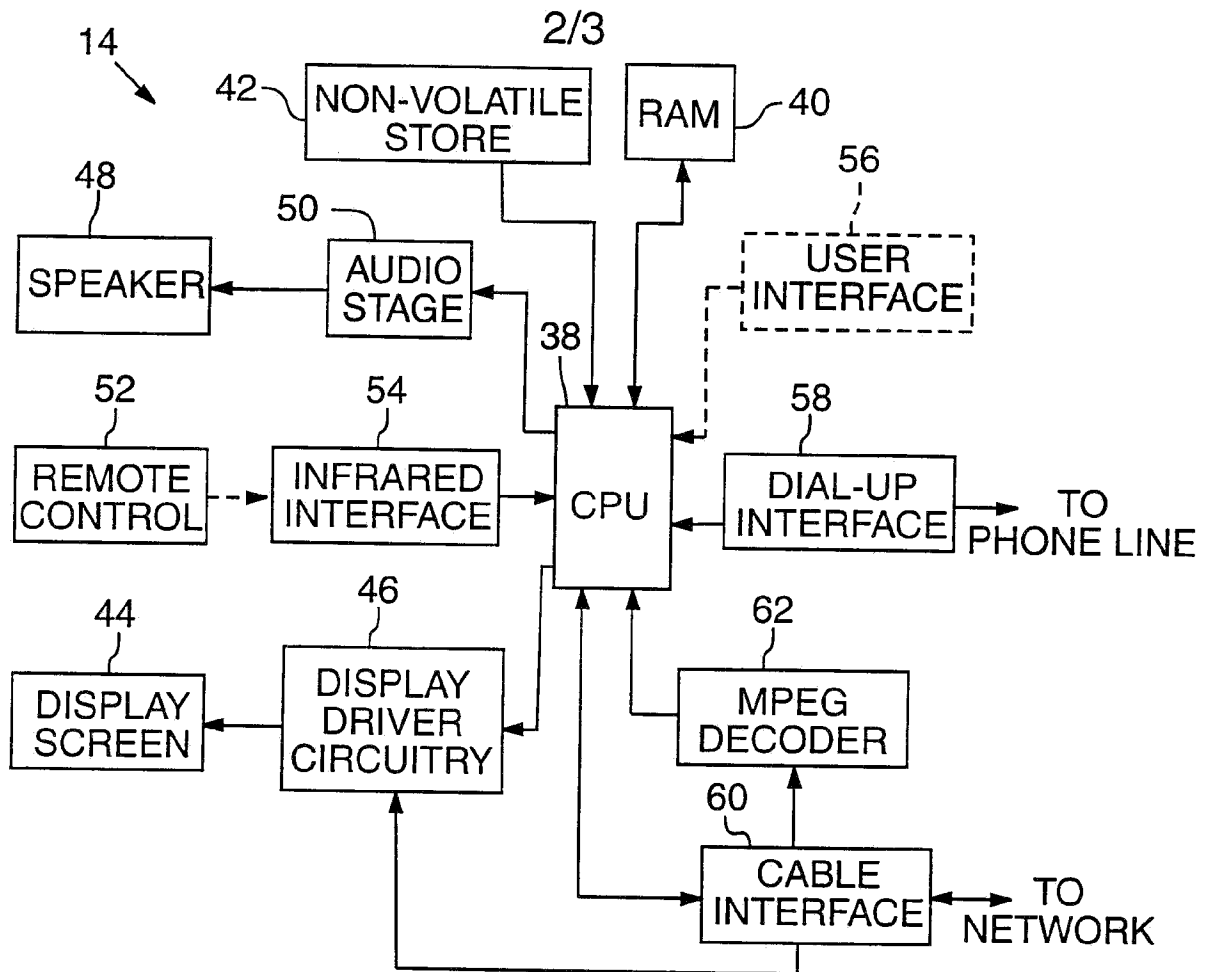 2/3
14
42
NON-VOLATILE
STORE
RAM
40
56
USER
INTERFACE
48
SPEAKER
50
AUDIO
STAGE
38
CPU
52
REMOTE
CONTROL
54
INFRARED
INTERFACE
58
DIAL-UP
INTERFACE
TO
PHONE LINE
44
DISPLAY
SCREEN
46
DISPLAY
DRIVER
CIRCUITRY
62
MPEG
DECODER
60
CABLE
INTERFACE
TO
NETWORK